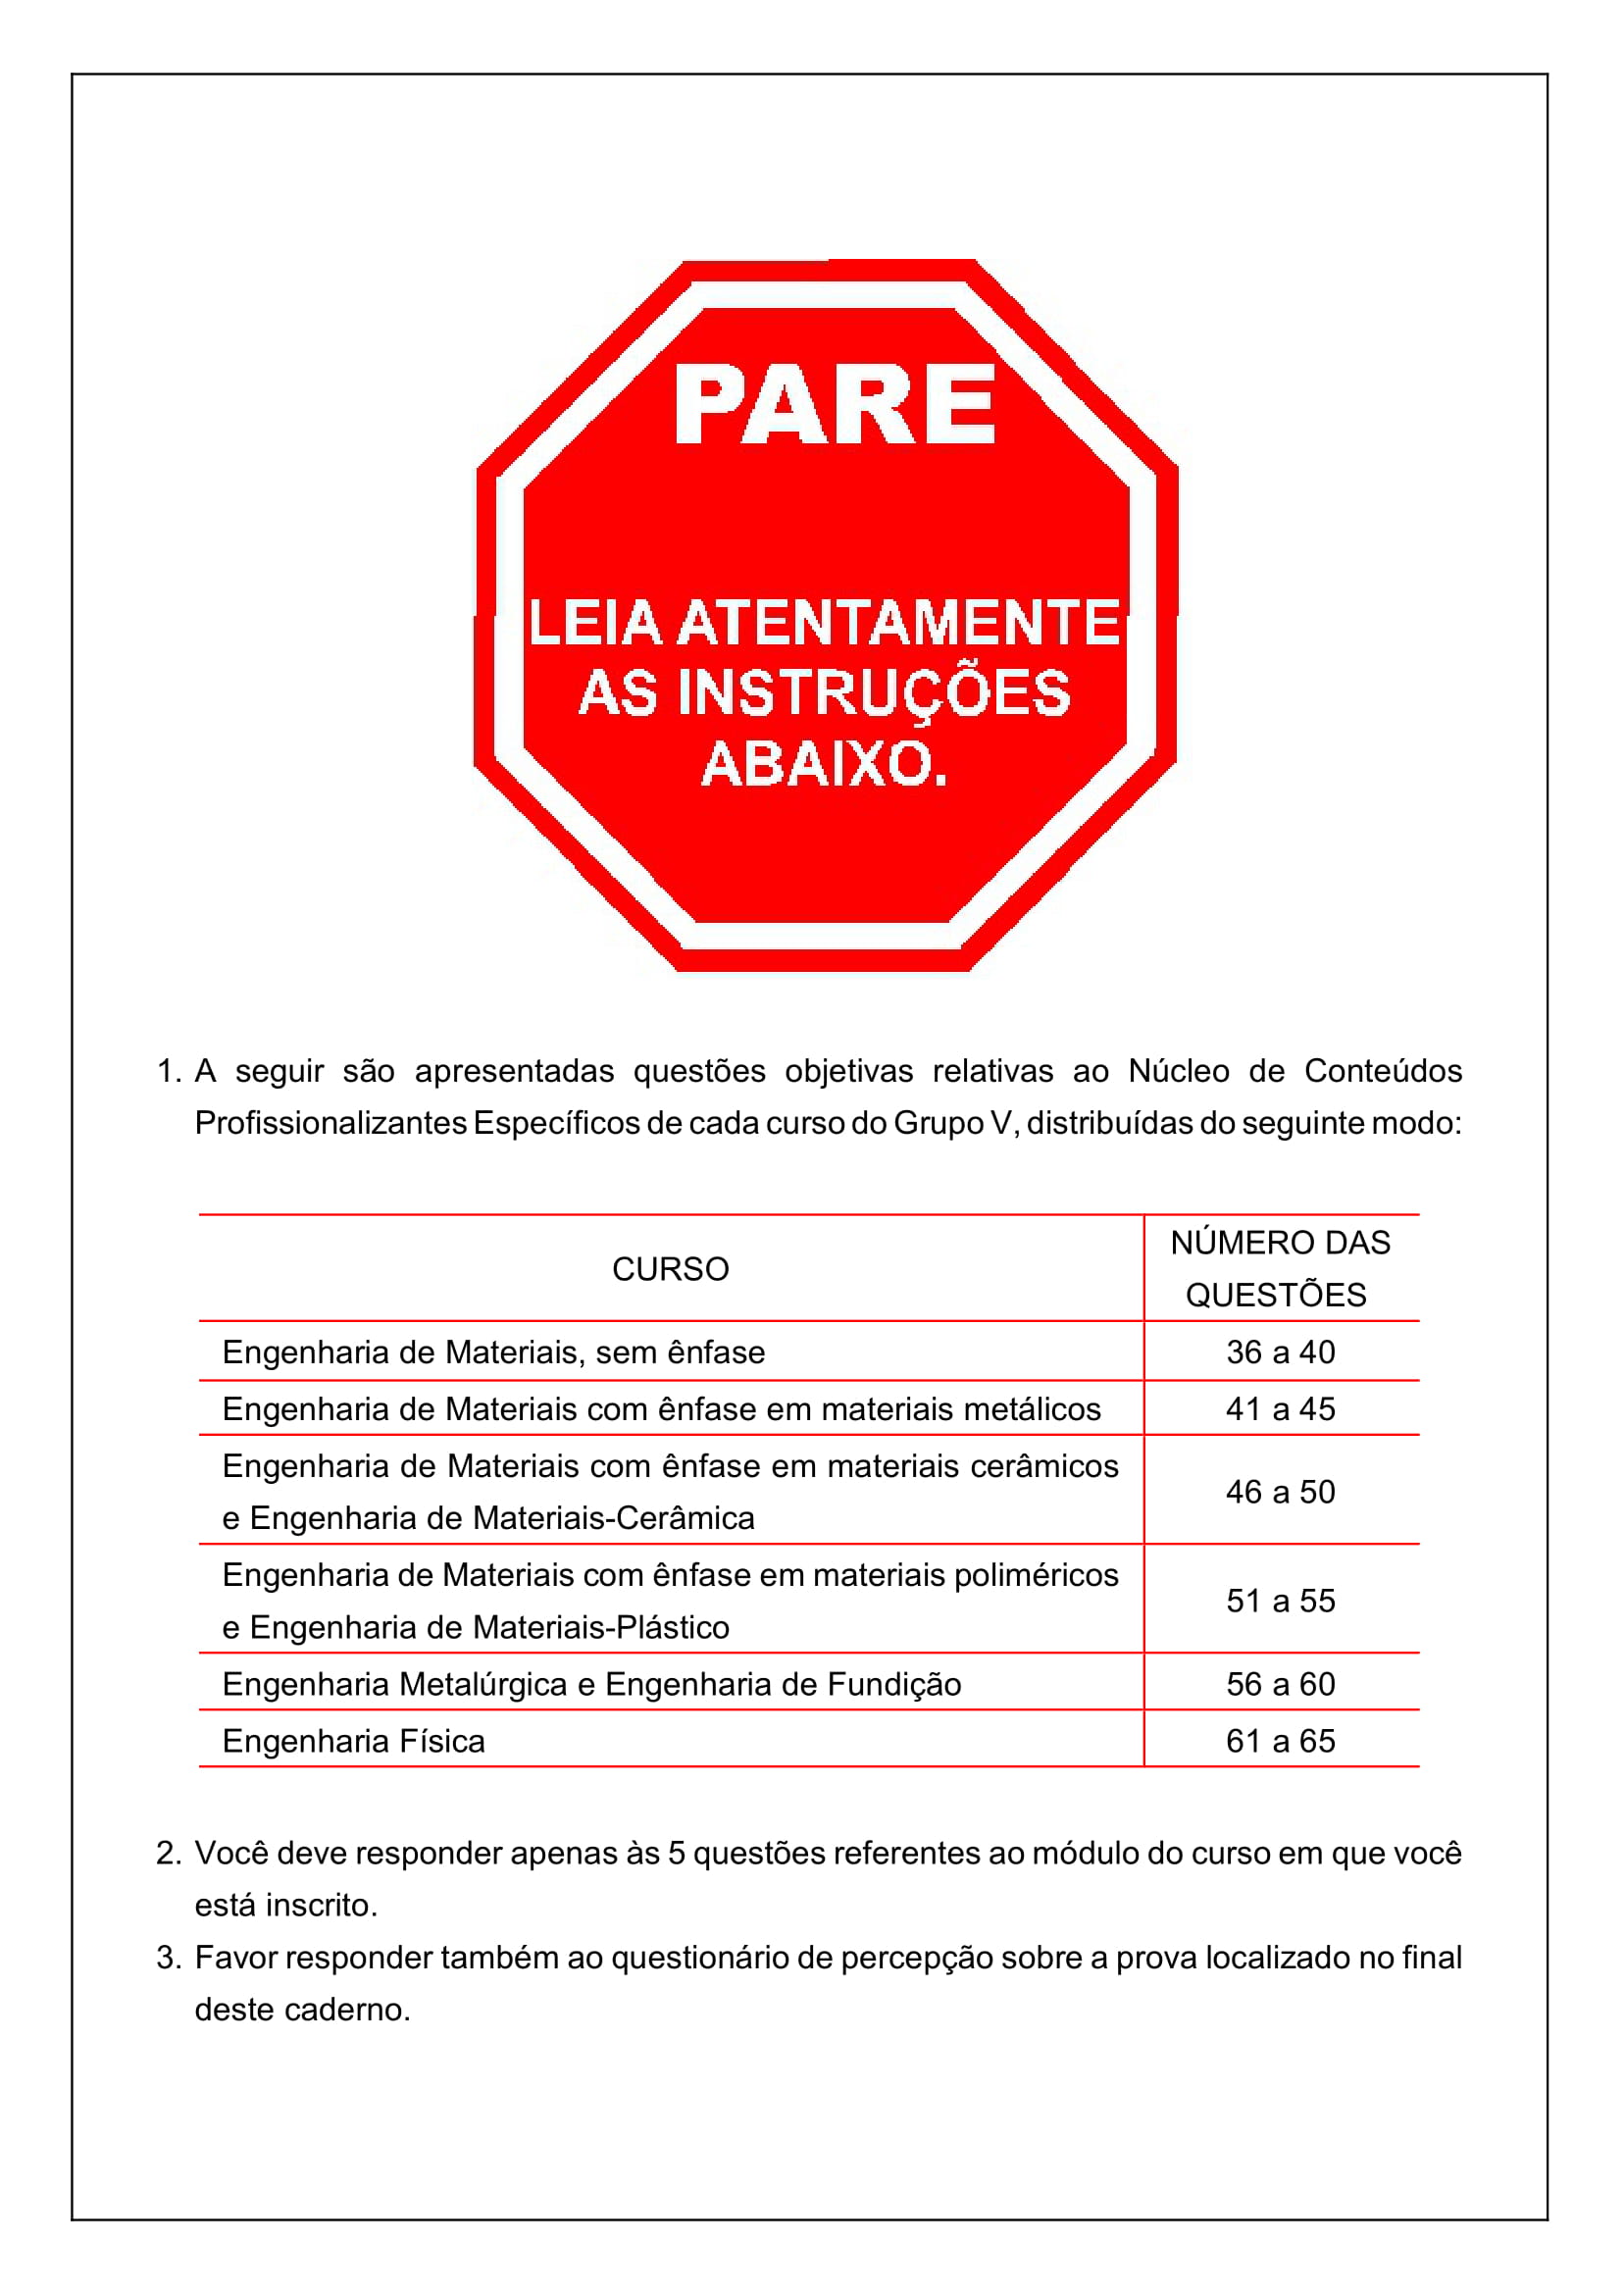 PARE
LEIA ATENTAMENTE
AS INSTRUÇÕES
ABAIXO.
1. A seguir são apresentadas questões objetivas relativas ao Núcleo de Conteúdos
Profissionalizantes Específicos de cada curso do Grupo V, distribuídas do seguinte modo:
CURSO
NÚMERO DAS
QUESTÕES
Engenharia de Materiais, sem ênfase
36 a 40
Engenharia de Materiais com ênfase em materiais metálicos
41 a 45
Engenharia de Materiais com ênfase em materiais cerâmicos
e Engenharia de Materiais-Cerâmica
46 a 50
Engenharia de Materiais com ênfase em materiais poliméricos
e Engenharia de Materiais-Plástico
51 a 55
Engenharia Metalúrgica e Engenharia de Fundição
56 a 60
Engenharia Física
61 a 65
2. Você deve responder apenas às 5 questões referentes ao módulo do curso em que você
está inscrito.
3. Favor responder também ao questionário de percepção sobre a prova localizado no final
deste caderno.